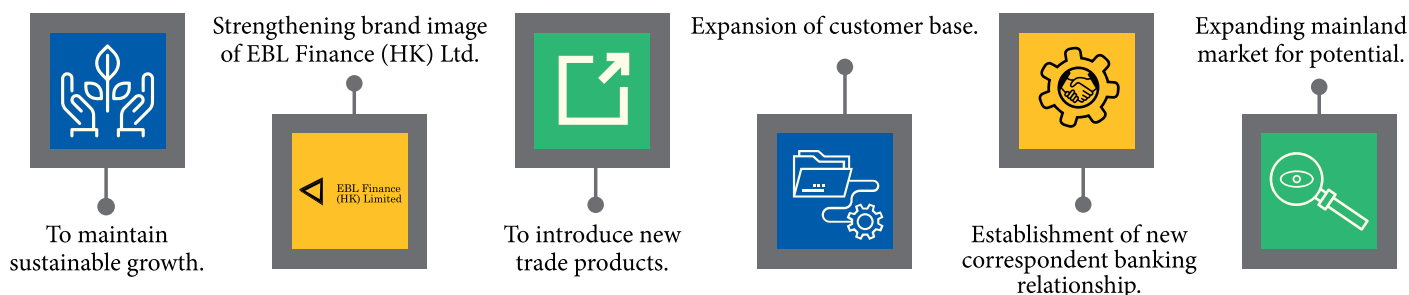 To maintain
sustainable growth.
Strengthening brand image
of EBL Finance (HK) Ltd.
EBL Finance
(HK) Limited
To introduce new
trade products.
Expansion of customer base.
Establishment of new
correspondent banking
relationship.
Expanding mainland
market for potential.